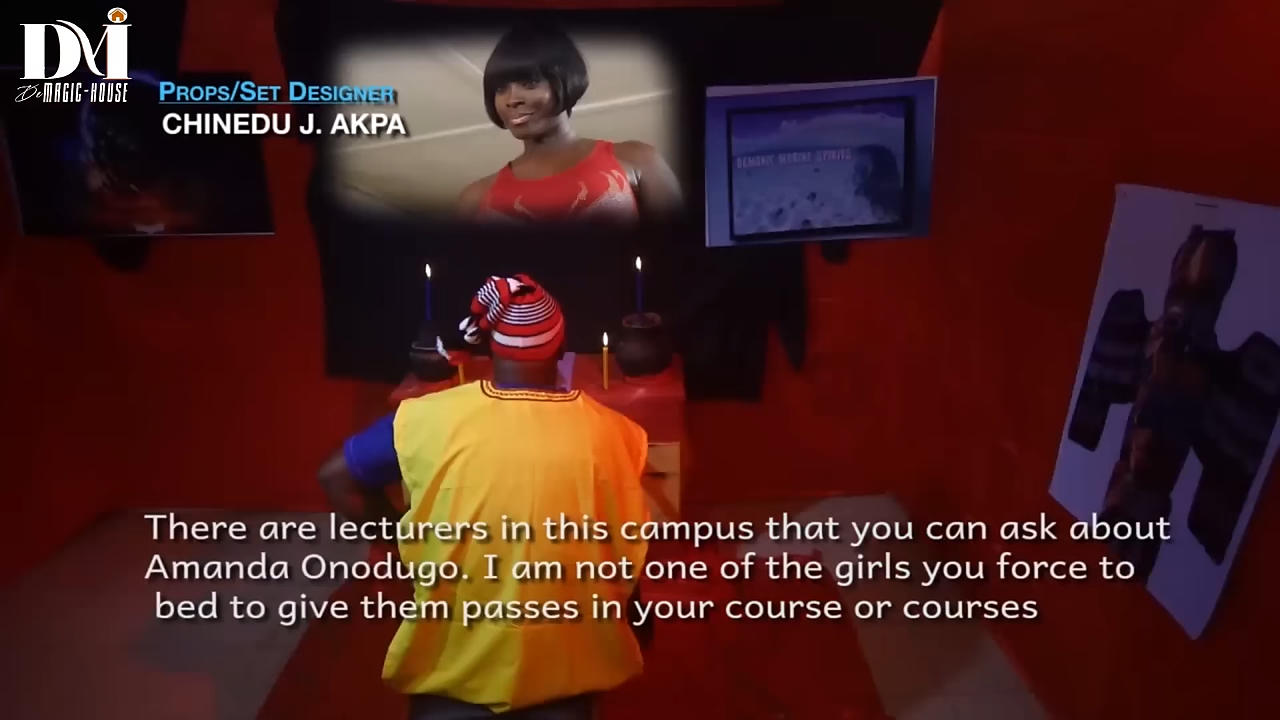 DMi
De MAGIC-HOUSE
PROPS/SET DESIGNER
CHINEDU J. AKPA
DEMONIC MARINE SPIRITS
There are lecturers in this campus that you can ask about
Amanda Onodugo. I am not one of the girls you force to
bed to give them passes in your course or courses